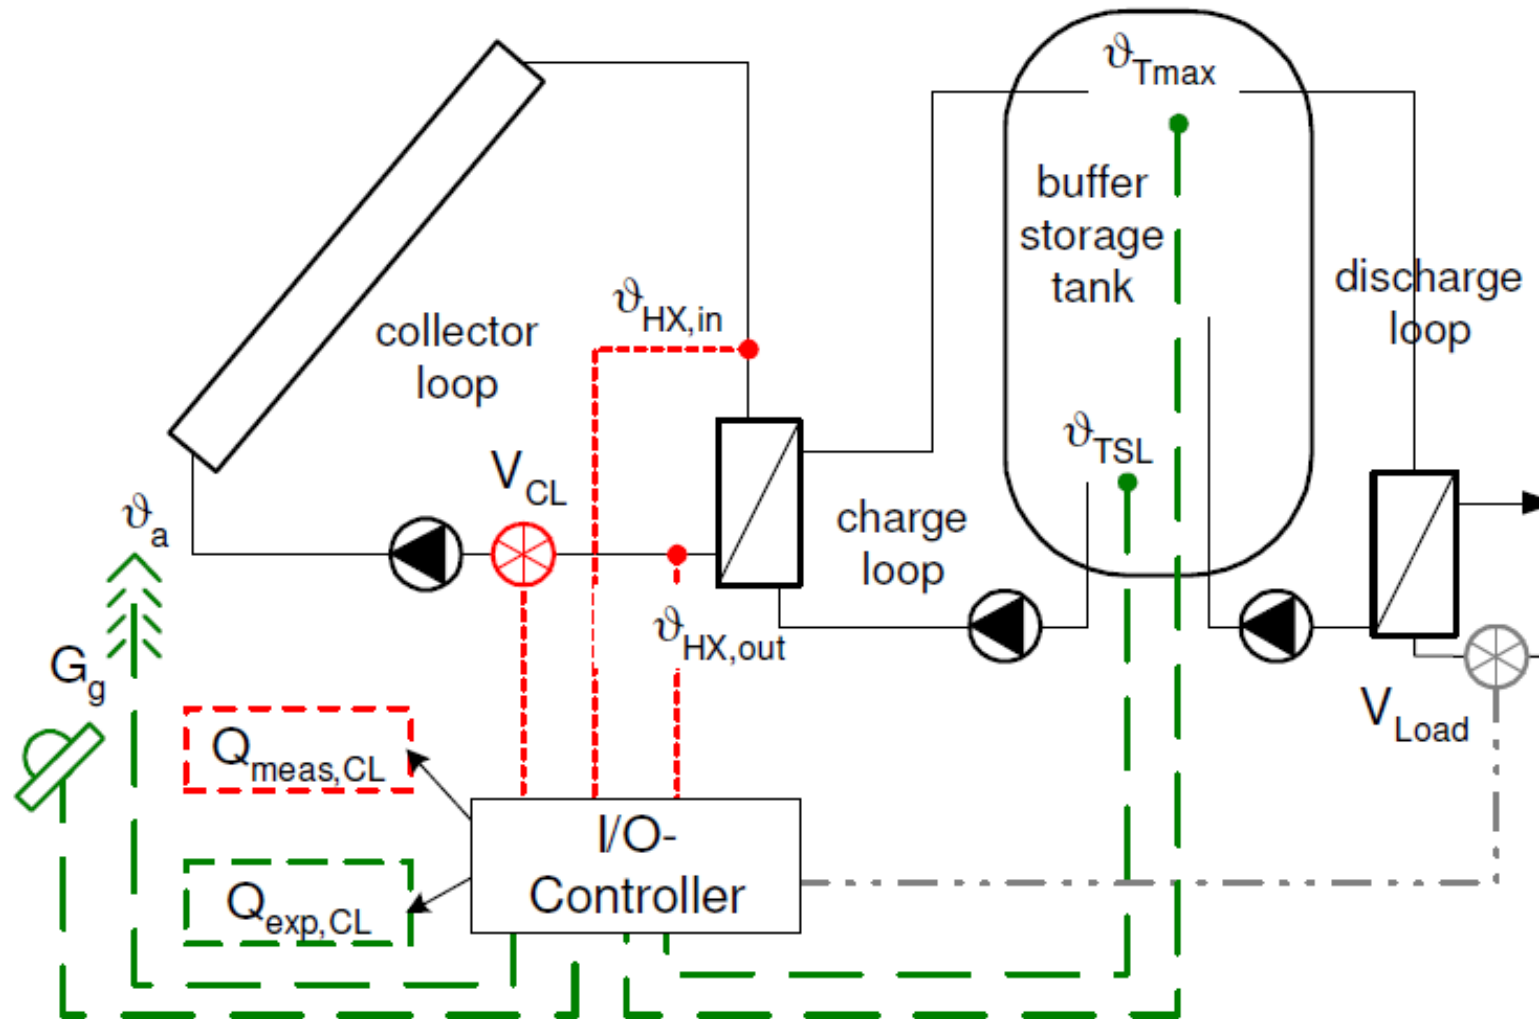 ϑTmax
buffer
storage
tank
discharge
loop
ϑHX,in
collector
loop
ϑTSL
VCL
charge
loop
ϑa
ϑHX,out
Gg
VLoad
Qmeas,CL
I/O-
Controller
Qexp,CL